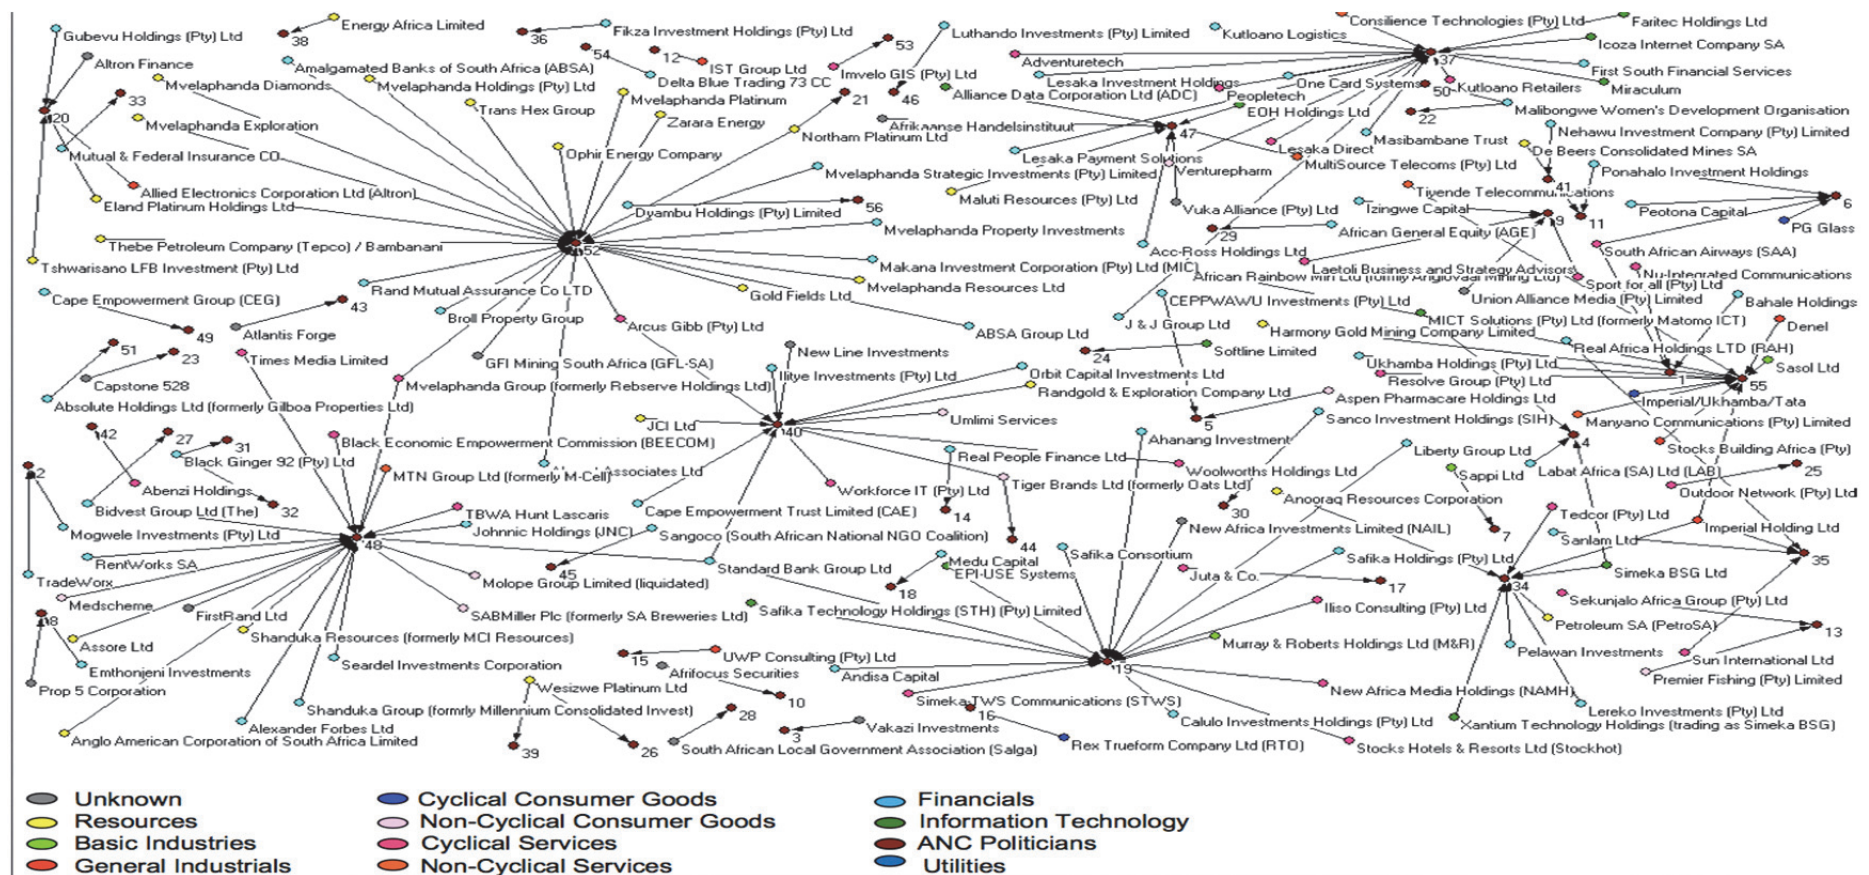 Energy Africa Limited
Gubevu Holdings (Pty) Ltd
38
36
Fikza Investment Holdings (Pty) Ltd
54
12
53
Luthando Investments (Pty) Limited
Kutloano Logistics
Consilience Technologies (Pty) Ltd
Faritec Holdings Ltd
Icoza Internet Company SA
Altron Finance
Amalgamated Banks of South Africa (ABSA)
IST Group Ltd
Imvelo GIS (Pty) Ltd
Adventuretech
37
First South Financial Services
Mvelaphanda Diamonds
Mvelaphanda Holdings (Pty) Ltd
Delta Blue Trading 73 CC
Lesaka Investment Holdings
One Card Systems
50
Kutloano Retailers
Miraculum
33
Trans Hex Group
Mvelaphanda Platinum
21
46
Alliance Data Corporation Ltd (ADC)
Peopletech
EOH Holdings Ltd
22
Malibongwe Women's Development Organisation
20
Mvelaphanda Exploration
Zarara Energy
Northam Platinum Ltd
Afrikaanse Handelsinstituut
47
Masibambane Trust
Nehawu Investment Company (Pty) Limited
Mutual & Federal Insurance CO
Ophir Energy Company
Lesaka Payment Solutions
Lesaka Direct
De Beers Consolidated Mines SA
Mvelaphanda Strategic Investments (Pty) Limited
Venturepharm
MultiSource Telecoms (Pty) Ltd
Ponahalo Investment Holdings
Allied Electronics Corporation Ltd (Altron)
Maluti Resources (Pty) Ltd
Tiyende Telecommunications
41
Eland Platinum Holdings Ltd
Dyambu Holdings (Pty) Limited
56
Vuka Alliance (Pty) Ltd
Izingwe Capital
9
11
Peotona Capital
6
Mvelaphanda Property Investments
29
African General Equity (AGE)
PG Glass
Thebe Petroleum Company (Tepco) / Bambanani
52
Acc-Ross Holdings Ltd
South African Airways (SAA)
Tshwarisano LFB Investment (Pty) Ltd
Makana Investment Corporation (Pty) Ltd (MIC)
Laetoli Business and Strategy Advisors
Nu-Integrated Communications
Rand Mutual Assurance Co LTD
Mvelaphanda Resources Ltd
Sport for all (Pty) Ltd
Cape Empowerment Group (CEG)
43
Gold Fields Ltd
CEPPWAWU Investments (Pty) Ltd
Union Alliance Media (Pty) Limited
Bahale Holdings
Broll Property Group
Arcus Gibb (Pty) Ltd
ABSA Group Ltd
J & J Group Ltd
MICT Solutions (Pty) Ltd (formerly Matomo ICT)
Denel
49
Atlantis Forge
Harmony Gold Mining Company Limited
51
23
Times Media Limited
GFI Mining South Africa (GFL-SA)
New Line Investments
24
Softline Limited
Real Africa Holdings LTD (RAH)
Ukhamba Holdings (Pty) Ltd
Sasol Ltd
Capstone 528
Mvelaphanda Group (formerly Rebserve Holdings Ltd)
Ilitye Investments (Pty) Ltd
Orbit Capital Investments Ltd
Resolve Group (Pty) Ltd
1
55
Absolute Holdings Ltd (formerly Gilboa Properties Ltd)
Randgold & Exploration Company Ltd
Aspen Pharmacare Holdings Ltd
Imperial/Ukhamba/Tata
42
27
31
JCI Ltd
40
Umlimi Services
5
Sanco Investment Holdings (SIH)
Manyano Communications (Pty) Limited
Black Economic Empowerment Commission (BEECOM)
Ahanang Investment
4
Stocks Building Africa (Pty)
2
Black Ginger 92 (Pty) Ltd
MTN Group Ltd (formerly M-Cell)
Associates Ltd
Real People Finance Ltd
Woolworths Holdings Ltd
Liberty Group Ltd
Sappi Ltd
Labat Africa (SA) Ltd (LAB)
25
Abenzi Holdings
Workforce IT (Pty) Ltd
Tiger Brands Ltd (formerly Oats Ltd)
Anooraq Resources Corporation
Outdoor Network (Pty) Ltd
Bidvest Group Ltd (The)
32
TBWA Hunt Lascaris
Cape Empowerment Trust Limited (CAE)
14
30
Tedcor (Pty) Ltd
Mogwele Investments (Pty) Ltd
48
Johnnic Holdings (JNC)
Sangoco (South African National NGO Coalition)
44
New Africa Investments Limited (NAIL)
7
Sanlam Ltd
Imperial Holding Ltd
RentWorks SA
45
Standard Bank Group Ltd
Medu Capital
Safika Consortium
Safika Holdings (Pty) Ltd
35
TradeWorx
Molope Group Limited (liquidated)
18
EPI-USE Systems
Juta & Co.
17
34
Simeka BSG Ltd
Medscheme
FirstRand Ltd
SABMiller Plc (formerly SA Breweries Ltd)
Safika Technology Holdings (STH) (Pty) Limited
Iliso Consulting (Pty) Ltd
Sekunjalo Africa Group (Pty) Ltd
8
Assore Ltd
Shanduka Resources (formerly MCI Resources)
Murray & Roberts Holdings Ltd (M&R)
Petroleum SA (PetroSA)
13
Emthonjeni Investments
Seardel Investments Corporation
15
UWP Consulting (Pty) Ltd
19
Pelawan Investments
Sun International Ltd
Prop 5 Corporation
Afrifocus Securities
Andisa Capital
Premier Fishing (Pty) Limited
Wesizwe Platinum Ltd
10
Simeka TWS Communications (STWS)
New Africa Media Holdings (NAMH)
Shanduka Group (formrly Millennium Consolidated Invest)
28
16
Calulo Investments Holdings (Pty) Ltd
Lereko Investments (Pty) Ltd
Alexander Forbes Ltd
3
Vakazi Investments
Xantium Technology Holdings (trading as Simeka BSG)
Anglo American Corporation of South Africa Limited
39
26
South African Local Government Association (Salga)
Rex Trueform Company Ltd (RTO)
Stocks Hotels & Resorts Ltd (Stockhot)
Unknown
Cyclical Consumer Goods
Financials
Resources
Non-Cyclical Consumer Goods
Information Technology
Basic Industries
Cyclical Services
ANC Politicians
General Industrials
Non-Cyclical Services
Utilities